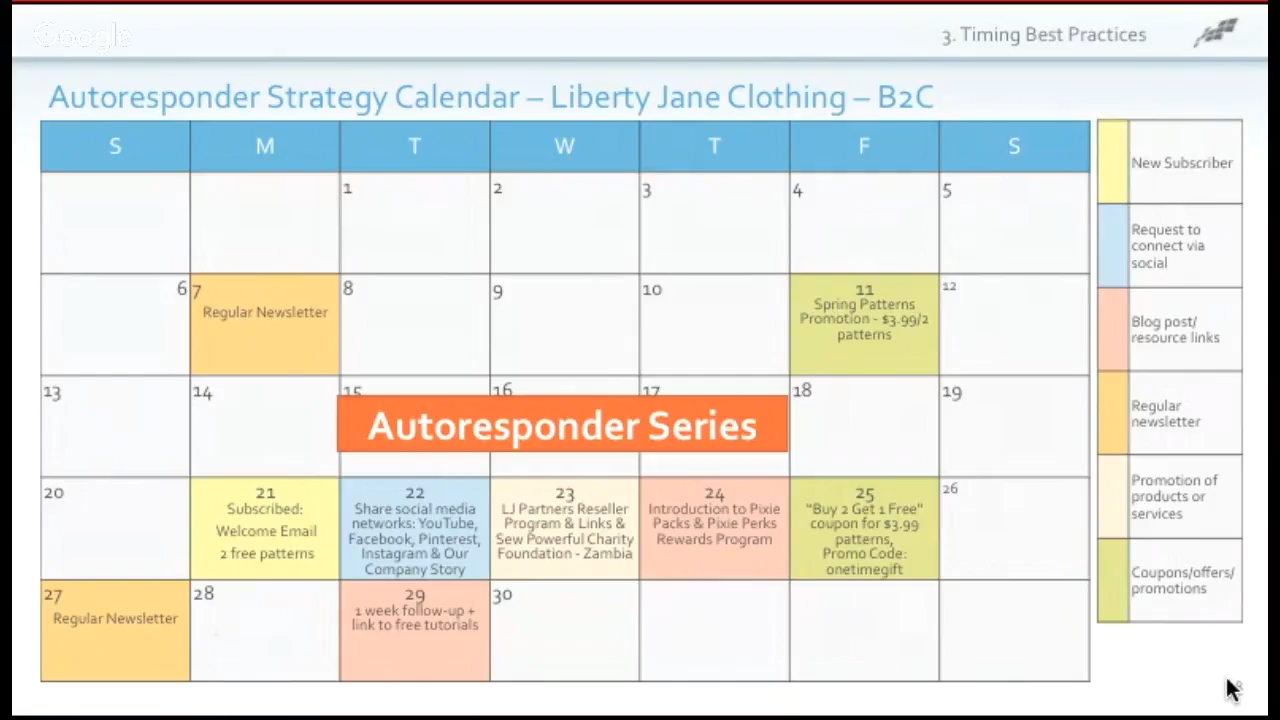 Google
3. Timing Best Practices
Autoresponder Strategy Calendar – Liberty Jane Clothing – B2C
S M T W T F S
1 2 3 4 5
6 7 8 9 10 11 12
Regular Newsletter
Spring Patterns
Promotion - $3.99/2
patterns
13 14 15 16 17 18 19
Autoresponder Series
20
21
Subscribed:
Welcome Email
2 free patterns
22
Share social media
networks: YouTube,
Facebook, Pinterest,
Instagram & Our
Company Story
23
LJ Partners Reseller
Program & Links &
Sew Powerful Charity
Foundation - Zambia
24
Introduction to Pixie
Packs & Pixie Perks
Rewards Program
25
"Buy 2 Get 1 Free"
coupon for $3.99
patterns,
Promo Code:
onetimegift
26
27
Regular Newsletter
28
29
1 week follow-up +
link to free tutorials
30
New Subscriber
Request to
connect via
social
Blog post/
resource links
Regular
newsletter
Promotion of
products or
services
Coupons/offers/
promotions